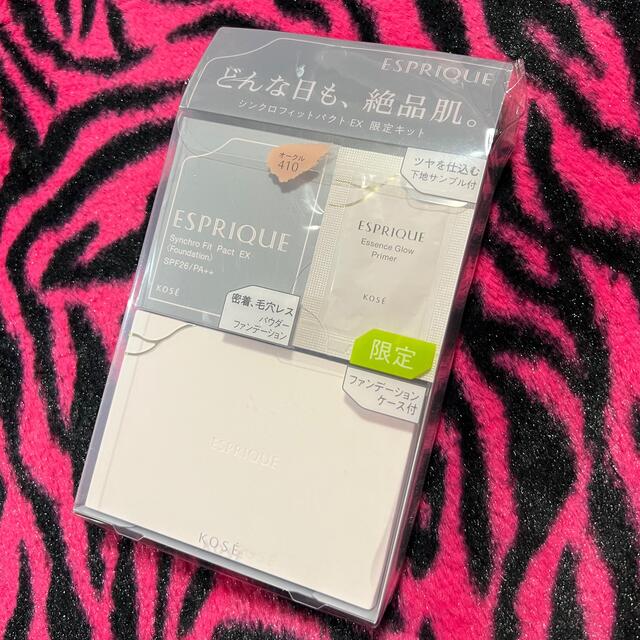 ESPRIQUE
どんな日も、絶品肌。
シンクロフィットパクト EX 限定キット
オークル
410
ESPRIQUE
Synchro Fit Pact EX
(Foundation)
SPF26/PA++
KOSÉ
密着、毛穴レス
パウダー
ファンデーション
ツヤを仕込む
下地サンプル付
ESPRIQUE
Essence Glow
Primer
KOSÉ
限定
ファンデーション
ケース付
ESPRIQUE
KOSÉ